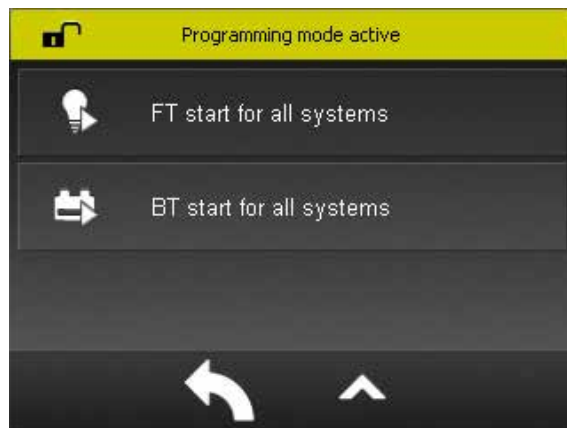 Programming mode active
FT start for all systems
BT start for all systems